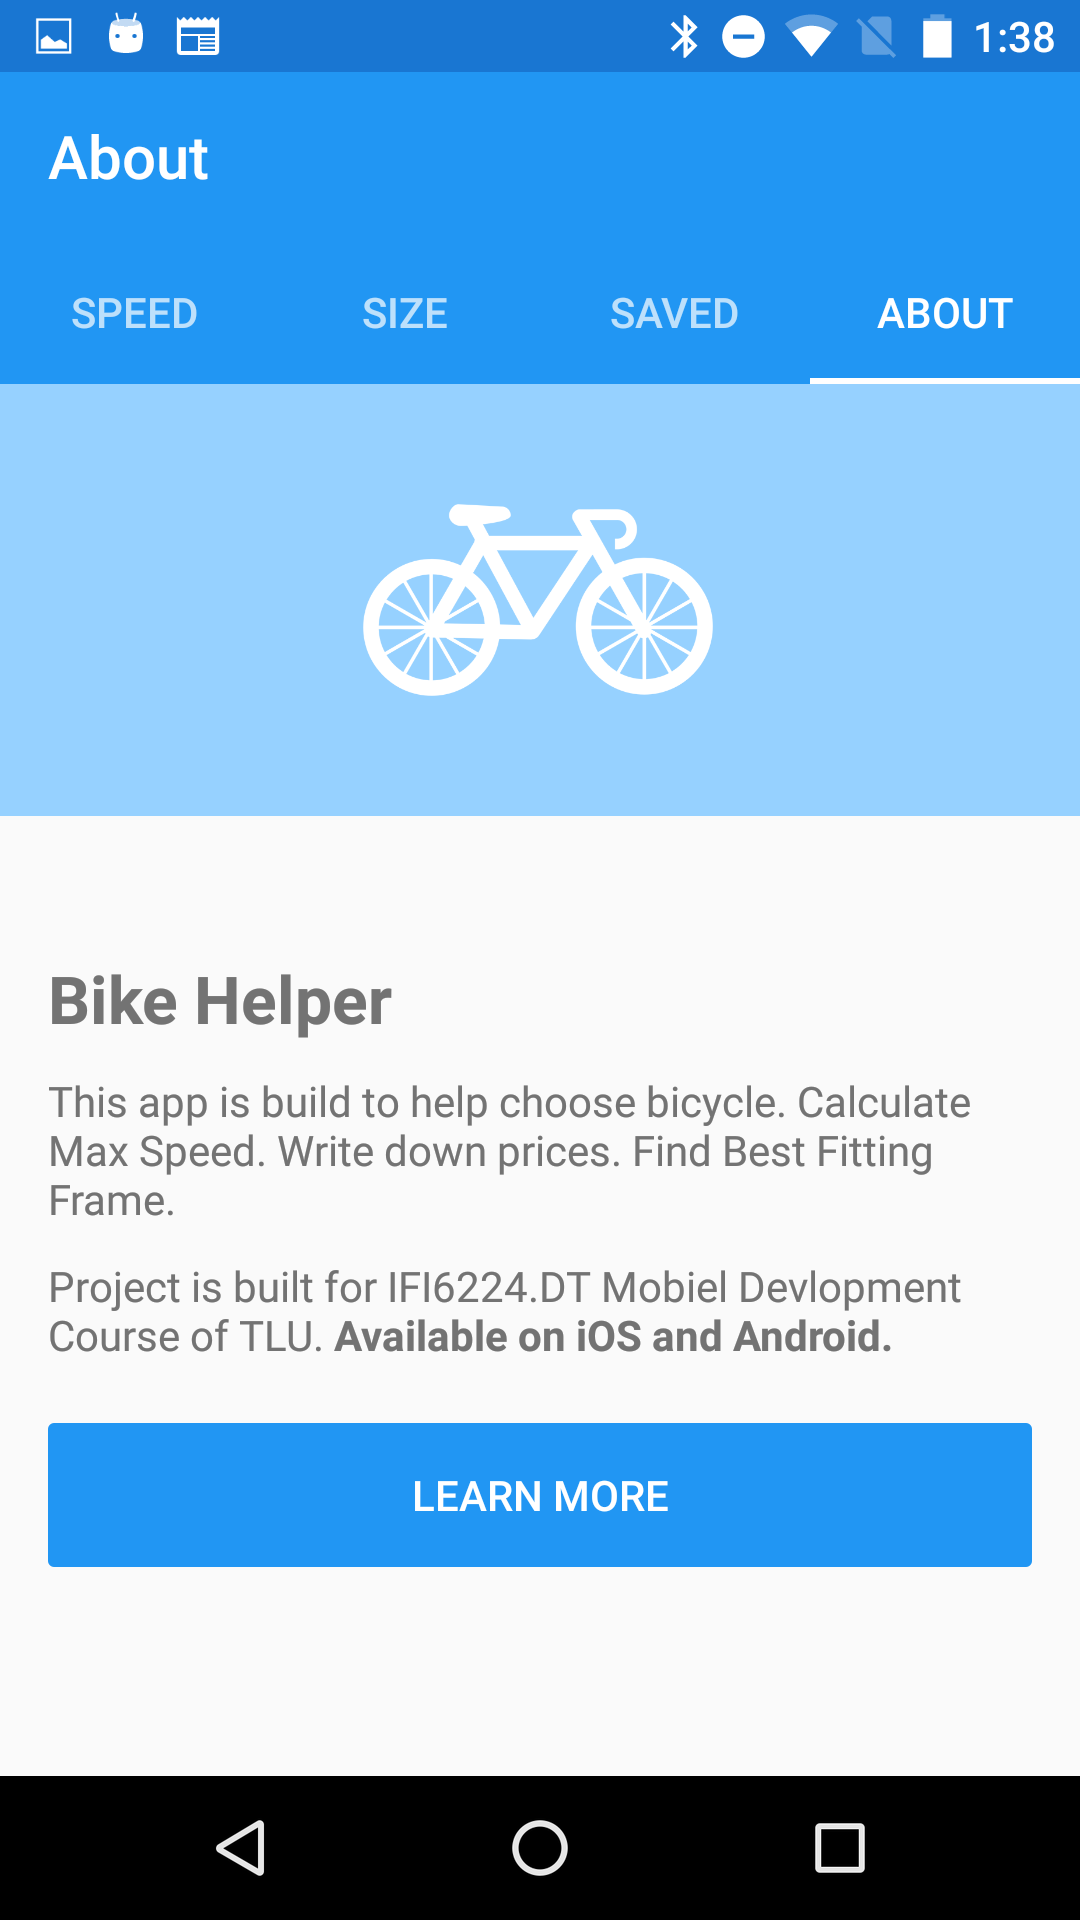 1:38
About
SPEED SIZE SAVED ABOUT
Bike Helper
This app is build to help choose bicycle. Calculate
Max Speed. Write down prices. Find Best Fitting
Frame.
Project is built for IFI6224.DT Mobiel Devlopment
Course of TLU. Available on iOS and Android.
LEARN MORE